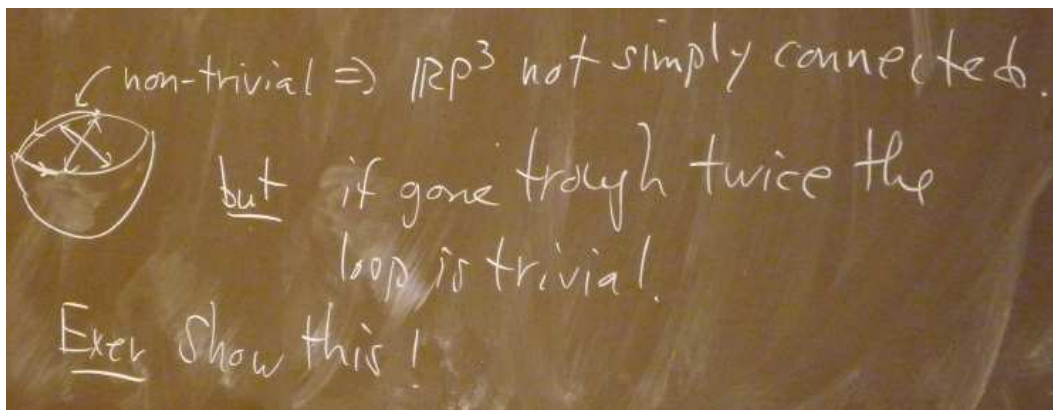 non-trivial ⇒ ℝP³ not simply connected.
but if gone trough twice the
loop is trivial!
Exer Show this!